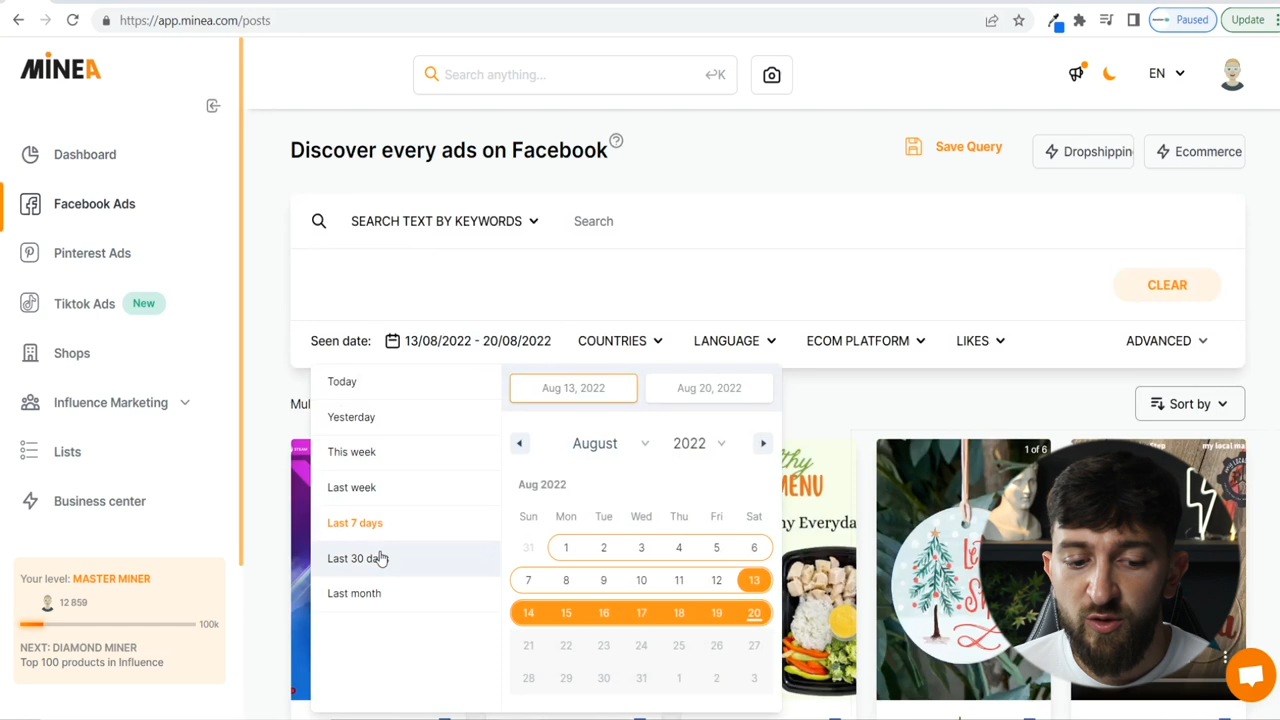 https://app.minea.com/posts
Paused
Update
MINEA
Search anything...
EN
Dashboard
Facebook Ads
Pinterest Ads
Tiktok Ads New
Shops
Influence Marketing
Lists
Business center
Your level: MASTER MINER
12 859
100k
NEXT: DIAMOND MINER
Top 100 products in Influence
Discover every ads on Facebook
Save Query
Dropshippin
Ecommerce
SEARCH TEXT BY KEYWORDS
Search
CLEAR
Seen date: 13/08/2022 - 20/08/2022 COUNTRIES LANGUAGE ECOM PLATFORM LIKES ADVANCED
Mul
Sort by
Today
Yesterday
This week
Last week
Last 7 days
Last 30 da
Last month
Aug 13, 2022 Aug 20, 2022
August 2022
Aug 2022
Sun Mon Tue Wed Thu Fri Sat
31 1 2 3 4 5 6
7 8 9 10 11 12 13
14 15 16 17 18 19 20
21 22 23 24 25 26 27
28 29 30 31 1 2 3
thy
MENU
y Everyda
1 of 6
my local ma